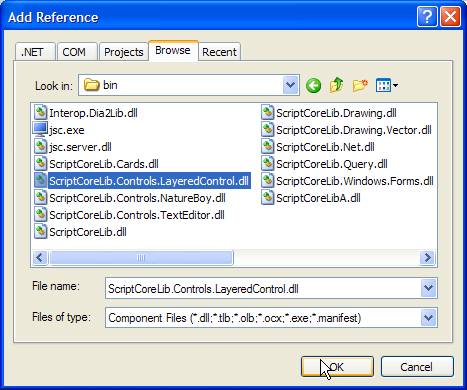 Add Reference
.NET COM Projects Browse Recent
Look in: bin
Interop.Dia2Lib.dll
jsc.exe
jsc.server.dll
ScriptCoreLib.Cards.dll
ScriptCoreLib.Controls.LayeredControl.dll
ScriptCoreLib.Controls.NatureBoy.dll
ScriptCoreLib.Controls.TextEditor.dll
ScriptCoreLib.dll
ScriptCoreLib.Drawing.dll
ScriptCoreLib.Drawing.Vector.dll
ScriptCoreLib.Net.dll
ScriptCoreLib.Query.dll
ScriptCoreLib.Windows.Forms.dll
ScriptCoreLibA.dll
File name: ScriptCoreLib.Controls.LayeredControl.dll
Files of type: Component Files (*.dll;*.tlb;*.olb;*.ocx;*.exe;*.manifest)
OK Cancel